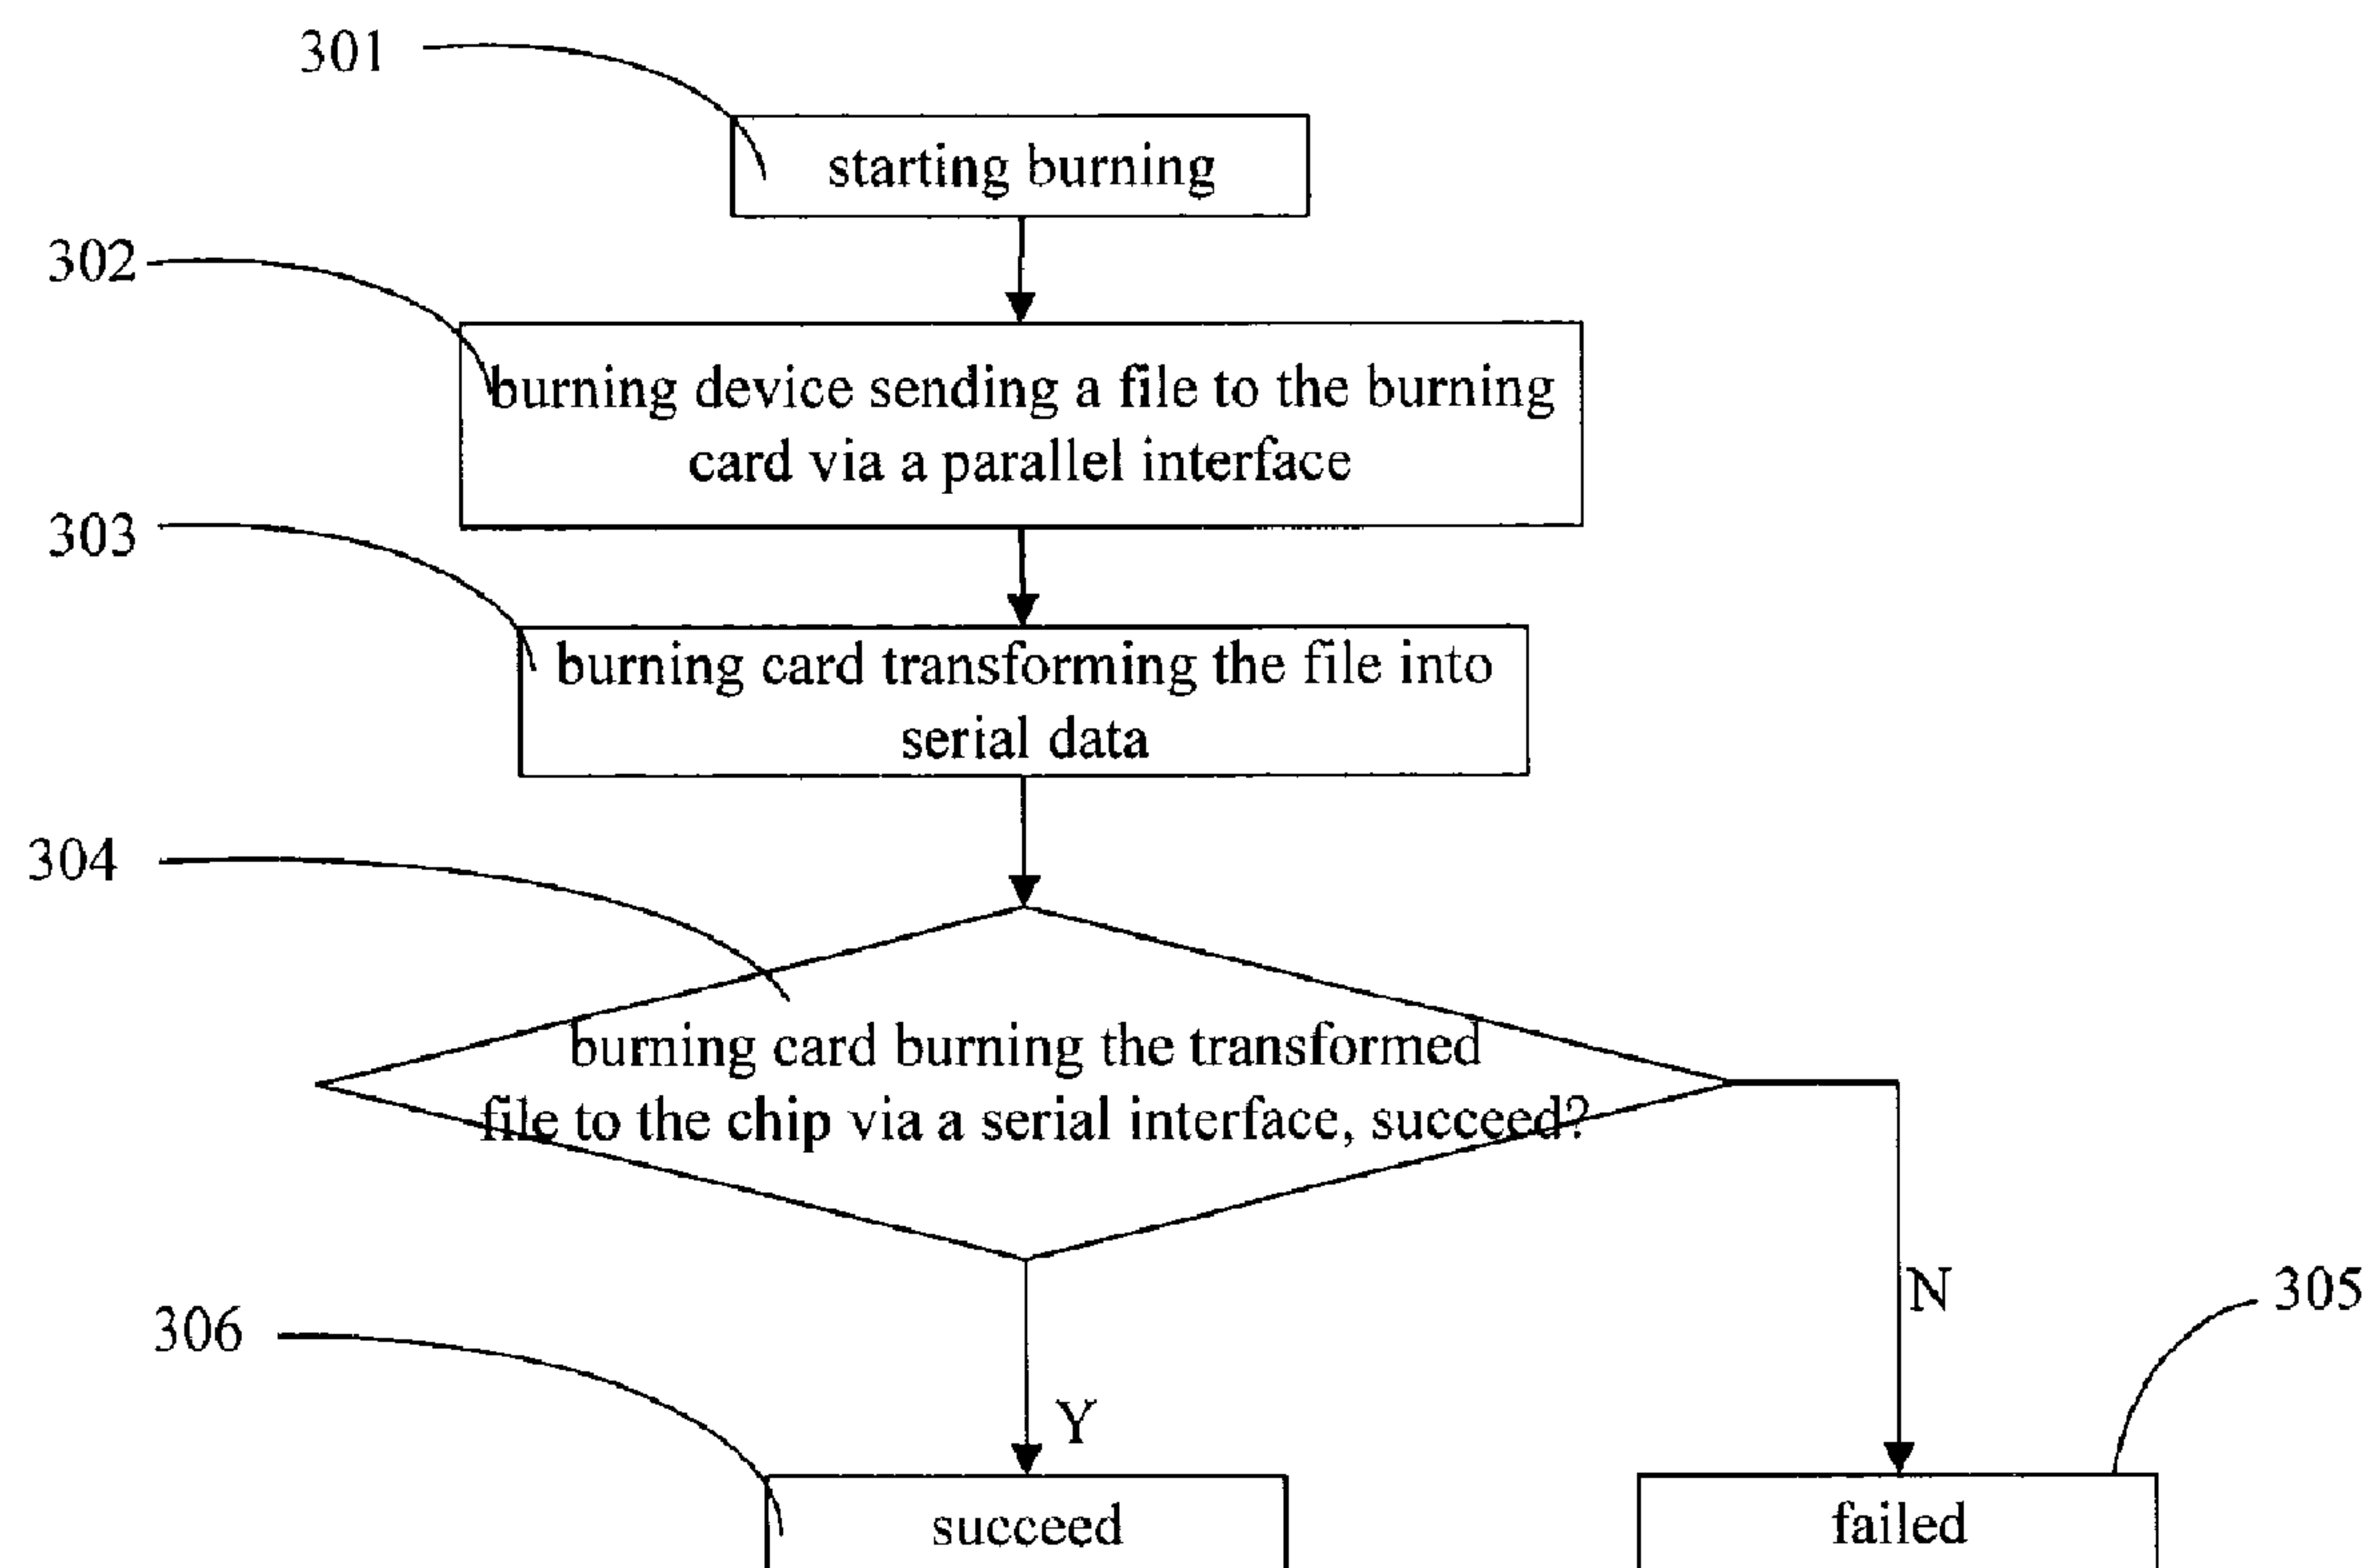 301
starting burning
302
burning device sending a file to the burning
card via a parallel interface
303
burning card transforming the file into
serial data
304
burning card burning the transformed
file to the chip via a serial interface, succeed?
N
305
306
Y
succeed
failed